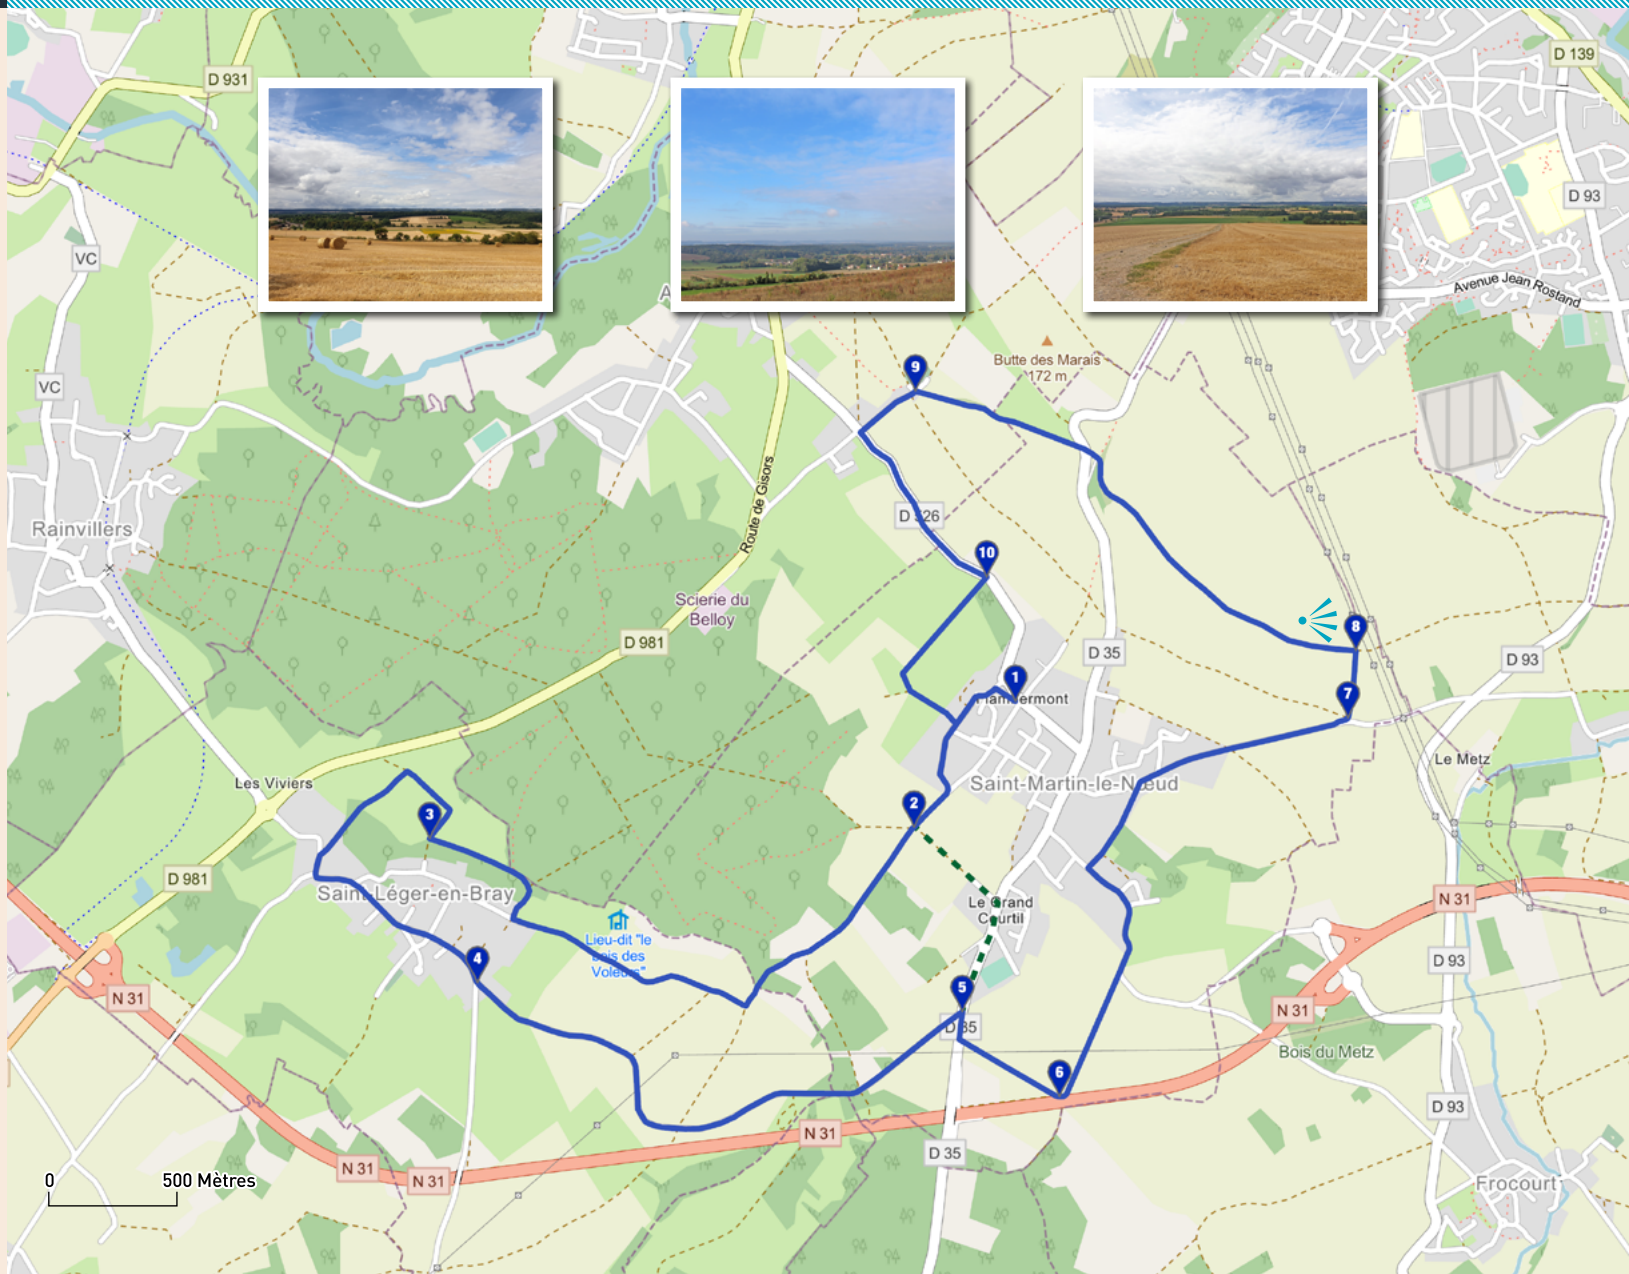 D 139
D 931
D 93
VC
Avenue Jean Rostand
Butte des Marais
172 m
9
VC
Route de Gisors
D 26
Rainvillers
10
Scierie du
Belloy
8
D 981
D 35
D 93
1
7
Saint-Martin-le-Nœud
Le Metz
Les Viviers
2
3
D 981
Saint-Léger-en-Bray
Le Grand
Courtil
N 31
Lieu-dit "le
bois des
Voleurs"
4
D 93
5
N 31
N 31
D 35
Bois du Metz
6
D 93
N 31
D 35
N 31
N 31
0
500 Mètres
Frocourt